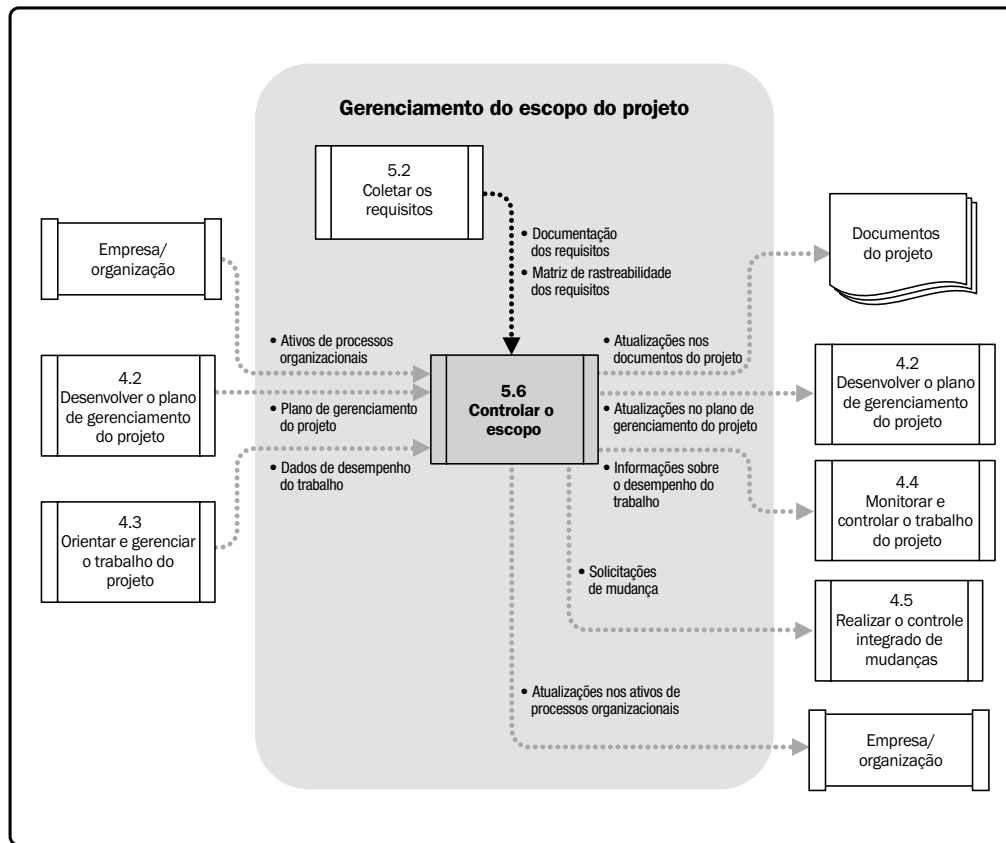 Gerenciamento do escopo do projeto
5.2
Coletar os
requisitos
Empresa/
organização
• Documentação
dos requisitos
• Matriz de rastreabilidade
dos requisitos
Documentos
do projeto
• Ativos de processos
organizacionais
• Atualizações nos
documentos do projeto
4.2
Desenvolver o plano
de gerenciamento
do projeto
• Plano de gerenciamento
do projeto
5.6
Controlar o
escopo
• Atualizações no plano de
gerenciamento do projeto
4.2
Desenvolver o plano
de gerenciamento
do projeto
• Dados de desempenho
do trabalho
• Informações sobre
o desempenho do
trabalho
4.4
Monitorar e
controlar o trabalho
do projeto
4.3
Orientar e gerenciar
o trabalho do
projeto
• Solicitações
de mudança
4.5
Realizar o controle
integrado de
mudanças
• Atualizações nos ativos de
processos organizacionais
Empresa/
organização